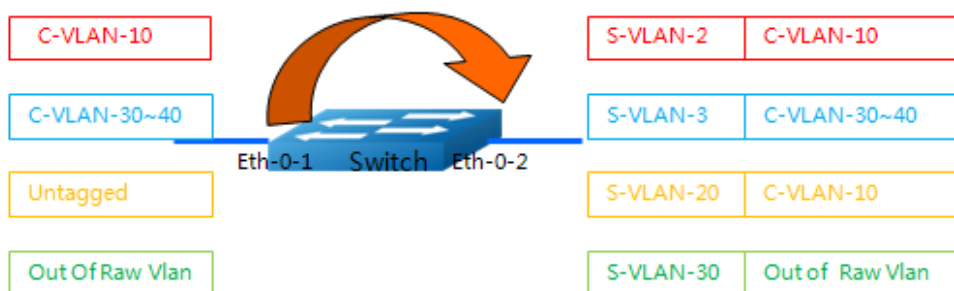 C-VLAN-10
S-VLAN-2 C-VLAN-10
C-VLAN-30~40
S-VLAN-3 C-VLAN-30~40
Eth-0-1 Switch Eth-0-2
Untagged
S-VLAN-20 C-VLAN-10
Out Of Raw Vlan
S-VLAN-30 Out of Raw Vlan